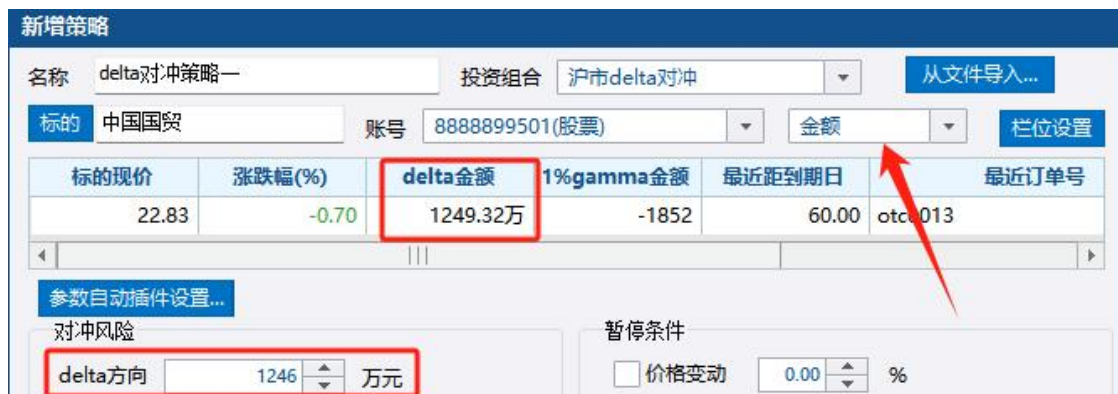 新增策略
名称 delta对冲策略一 投资组合 沪市delta对冲 从文件导入...
标的 中国国贸 账号 8888899501(股票) 金额 栏位设置
标的现价 涨跌幅(%) delta金额 1%gamma金额 最近距到期日 最近订单号
22.83 -0.70 1249.32万 -1852 60.00 otc0013
参数自动插件设置...
对冲风险 暂停条件
delta方向 1246 万元 价格变动 0.00 %